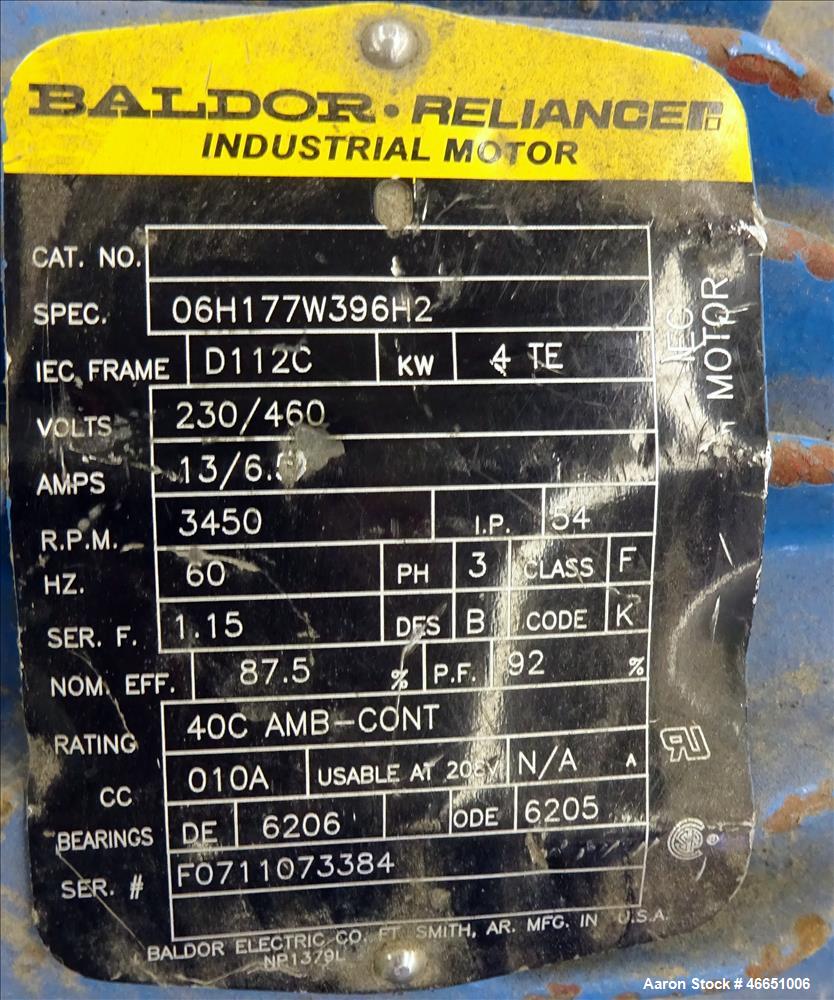 BALDOR • RELIANCER
INDUSTRIAL MOTOR
CAT. NO.
SPEC. 06H177W396H2
IEC FRAME D112C KW 4 TE
VOLTS 230/460
AMPS 13/6.5
R.P.M. 3450 I.P. 54
HZ. 60 PH 3 CLASS F
SER. F. 1.15 DES B CODE K
NOM. EFF. 87.5 % P.F. 92 %
RATING 40C AMB-CONT
CC 010A USABLE AT 208V N/A A
BEARINGS DE 6206 ODE 6205
SER. # F0711073384
BALDOR ELECTRIC CO. FT SMITH, AR. MFG. IN U.S.A.
NP1379L
IEC
MOTOR
Aaron Stock # 46651006